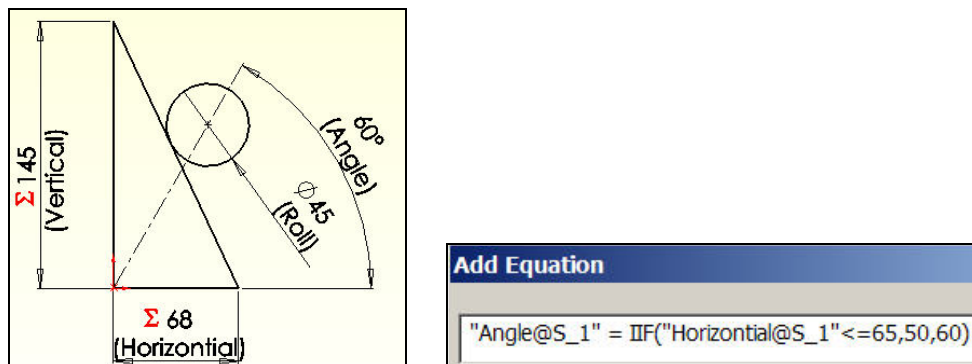 Σ 145
(Vertical)
60°
(Angle)
⌀45
(Roll)
Σ 68
(Horizontial)
Add Equation
"Angle@S_1" = IIF("Horizontial@S_1"<=65,50,60)